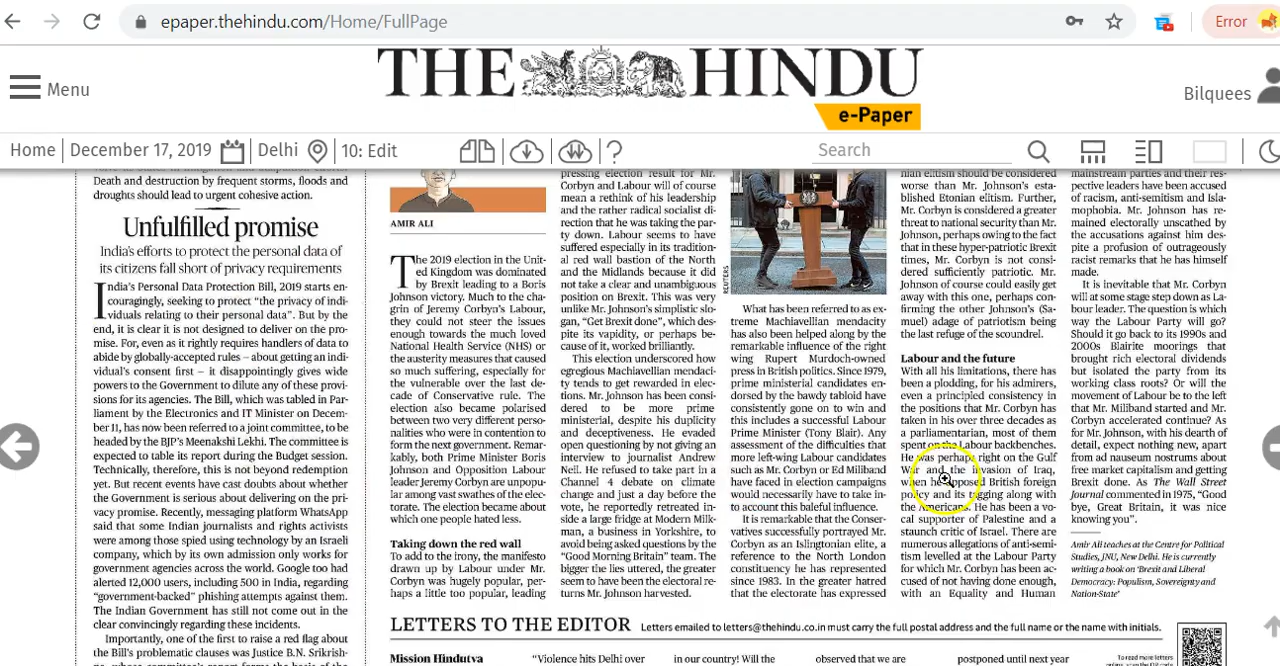 epaper.thehindu.com/Home/FullPage
Error
Menu
THE HINDU
e-Paper
Bilquees
Home
December 17, 2019
Delhi
10: Edit
?
Search
Death and destruction by frequent storms, floods and
droughts should lead to urgent cohesive action.
Unfulfilled promise
India's efforts to protect the personal data of
its citizens fall short of privacy requirements
India's Personal Data Protection Bill, 2019 starts en-
couragingly, seeking to protect “the privacy of indi-
viduals relating to their personal data”. But by the
end, it is clear it is not designed to deliver on the pro-
mise. For, even as it rightly requires handlers of data to
abide by globally-accepted rules – about getting an indi-
vidual's consent first – it disappointingly gives wide
powers to the Government to dilute any of these provi-
sions for its agencies. The Bill, which was tabled in Par-
liament by the Electronics and IT Minister on Decem-
ber 11, has now been referred to a joint committee, to be
headed by the BJP's Meenakshi Lekhi. The committee is
expected to table its report during the Budget session.
Technically, therefore, this is not beyond redemption
yet. But recent events have cast doubts about whether
the Government is serious about delivering on the pri-
vacy promise. Recently, messaging platform WhatsApp
said that some Indian journalists and rights activists
were among those spied using technology by an Israeli
company, which by its own admission only works for
government agencies across the world. Google too had
alerted 12,000 users, including 500 in India, regarding
“government-backed” phishing attempts against them.
The Indian Government has still not come out in the
clear convincingly regarding these incidents.
Importantly, one of the first to raise a red flag about
the Bill's problematic clauses was Justice B.N. Srikrish-
AMIR ALI
The 2019 election in the Unit-
ed Kingdom was dominated
by Brexit leading to a Boris
Johnson victory. Much to the cha-
grin of Jeremy Corbyn's Labour,
they could not steer the issues
enough towards the much loved
National Health Service (NHS) or
the austerity measures that caused
so much suffering, especially for
the vulnerable over the last de-
cade of Conservative rule. The
election also became polarised
between two very different perso-
nalities who were in contention to
form the next government. Remar-
kably, both Prime Minister Boris
Johnson and Opposition Labour
leader Jeremy Corbyn are unpopu-
lar among vast swathes of the elec-
torate. The election became about
which one people hated less.
Taking down the red wall
To add to the irony, the manifesto
drawn up by Labour under Mr.
Corbyn was hugely popular, per-
haps a little too popular, leading
pressing election result for Mr.
Corbyn and Labour will of course
mean a rethink of his leadership
and the rather radical socialist di-
rection that he was taking the par-
ty down. Labour seems to have
suffered especially in its tradition-
al red wall bastion of the North
and the Midlands because it did
not take a clear and unambiguous
position on Brexit. This was very
unlike Mr. Johnson's simplistic slo-
gan, “Get Brexit done”, which des-
pite its vapidity, or perhaps be-
cause of it, worked brilliantly.
This election underscored how
egregious Machiavellian mendaci-
ty tends to get rewarded in elec-
tions. Mr. Johnson has been consi-
dered to be more prime
ministerial, despite his duplicity
and deceptiveness. He evaded
open questioning by not giving an
interview to journalist Andrew
Neil. He refused to take part in a
Channel 4 debate on climate
change and just a day before the
vote, he reportedly retreated in-
side a large fridge at Modern Milk-
man, a business in Yorkshire, to
avoid being asked questions by the
“Good Morning Britain” team. The
bigger the lies uttered, the greater
seem to have been the electoral re-
turns Mr. Johnson harvested.
REUTERS
What has been referred to as ex-
treme Machiavellian mendacity
has also been helped along by the
remarkable influence of the right
wing Rupert Murdoch-owned
press in British politics. Since 1979,
prime ministerial candidates en-
dorsed by the bawdy tabloid have
consistently gone on to win and
this includes a successful Labour
Prime Minister (Tony Blair). Any
assessment of the difficulties that
more left-wing Labour candidates
such as Mr. Corbyn or Ed Miliband
have faced in election campaigns
would necessarily have to take in-
to account this baleful influence.
It is remarkable that the Conser-
vatives successfully portrayed Mr.
Corbyn as an Islingtonian elite, a
reference to the North London
constituency he has represented
since 1983. In the greater hatred
that the electorate has expressed
ian elitism should be considered
worse than Mr. Johnson's esta-
blished Etonian elitism. Further,
Mr. Corbyn is considered a greater
threat to national security than Mr.
Johnson, perhaps owing to the fact
that in these hyper-patriotic Brexit
times, Mr. Corbyn is not consi-
dered sufficiently patriotic. Mr.
Johnson of course could easily get
away with this one, perhaps con-
firming the other Johnson's (Sa-
muel) adage of patriotism being
the last refuge of the scoundrel.
Labour and the future
With all his limitations, there has
been a plodding, for his admirers,
even a principled consistency in
the positions that Mr. Corbyn has
taken in his over three decades as
a parliamentarian, most of them
spent on the Labour backbenches.
He was perhaps right on the Gulf
War and the invasion of Iraq,
when he opposed British foreign
policy and its tagging along with
the Americans. He has been a vo-
cal supporter of Palestine and a
staunch critic of Israel. There are
numerous allegations of anti-semi-
tism levelled at the Labour Party
for which Mr. Corbyn has been ac-
cused of not having done enough,
with an Equality and Human
mainstream parties and their res-
pective leaders have been accused
of racism, anti-semitism and Isla-
mophobia. Mr. Johnson has re-
mained electorally unscathed by
the accusations against him des-
pite a profusion of outrageously
racist remarks that he has himself
made.
It is inevitable that Mr. Corbyn
will at some stage step down as La-
bour leader. The question is which
way the Labour Party will go?
Should it go back to its 1990s and
2000s Blairite moorings that
brought rich electoral dividends
but isolated the party from its
working class roots? Or will the
movement of Labour be to the left
that Mr. Miliband started and Mr.
Corbyn accelerated continue? As
for Mr. Johnson, with his dearth of
detail, expect nothing new, apart
from ad nauseum nostrums about
free market capitalism and getting
Brexit done. As The Wall Street
Journal commented in 1975, “Good
bye, Great Britain, it was nice
knowing you”.
Amir Ali teaches at the Centre for Political
Studies, JNU, New Delhi. He is currently
writing a book on ‘Brexit and Liberal
Democracy: Populism, Sovereignty and
Nation-State’
LETTERS TO THE EDITOR Letters emailed to letters@thehindu.co.in must carry the full postal address and the full name or the name with initials.
Mission Hindutva
“Violence hits Delhi over
in our country! Will the
observed that we are
postponed until next year
To read more letters